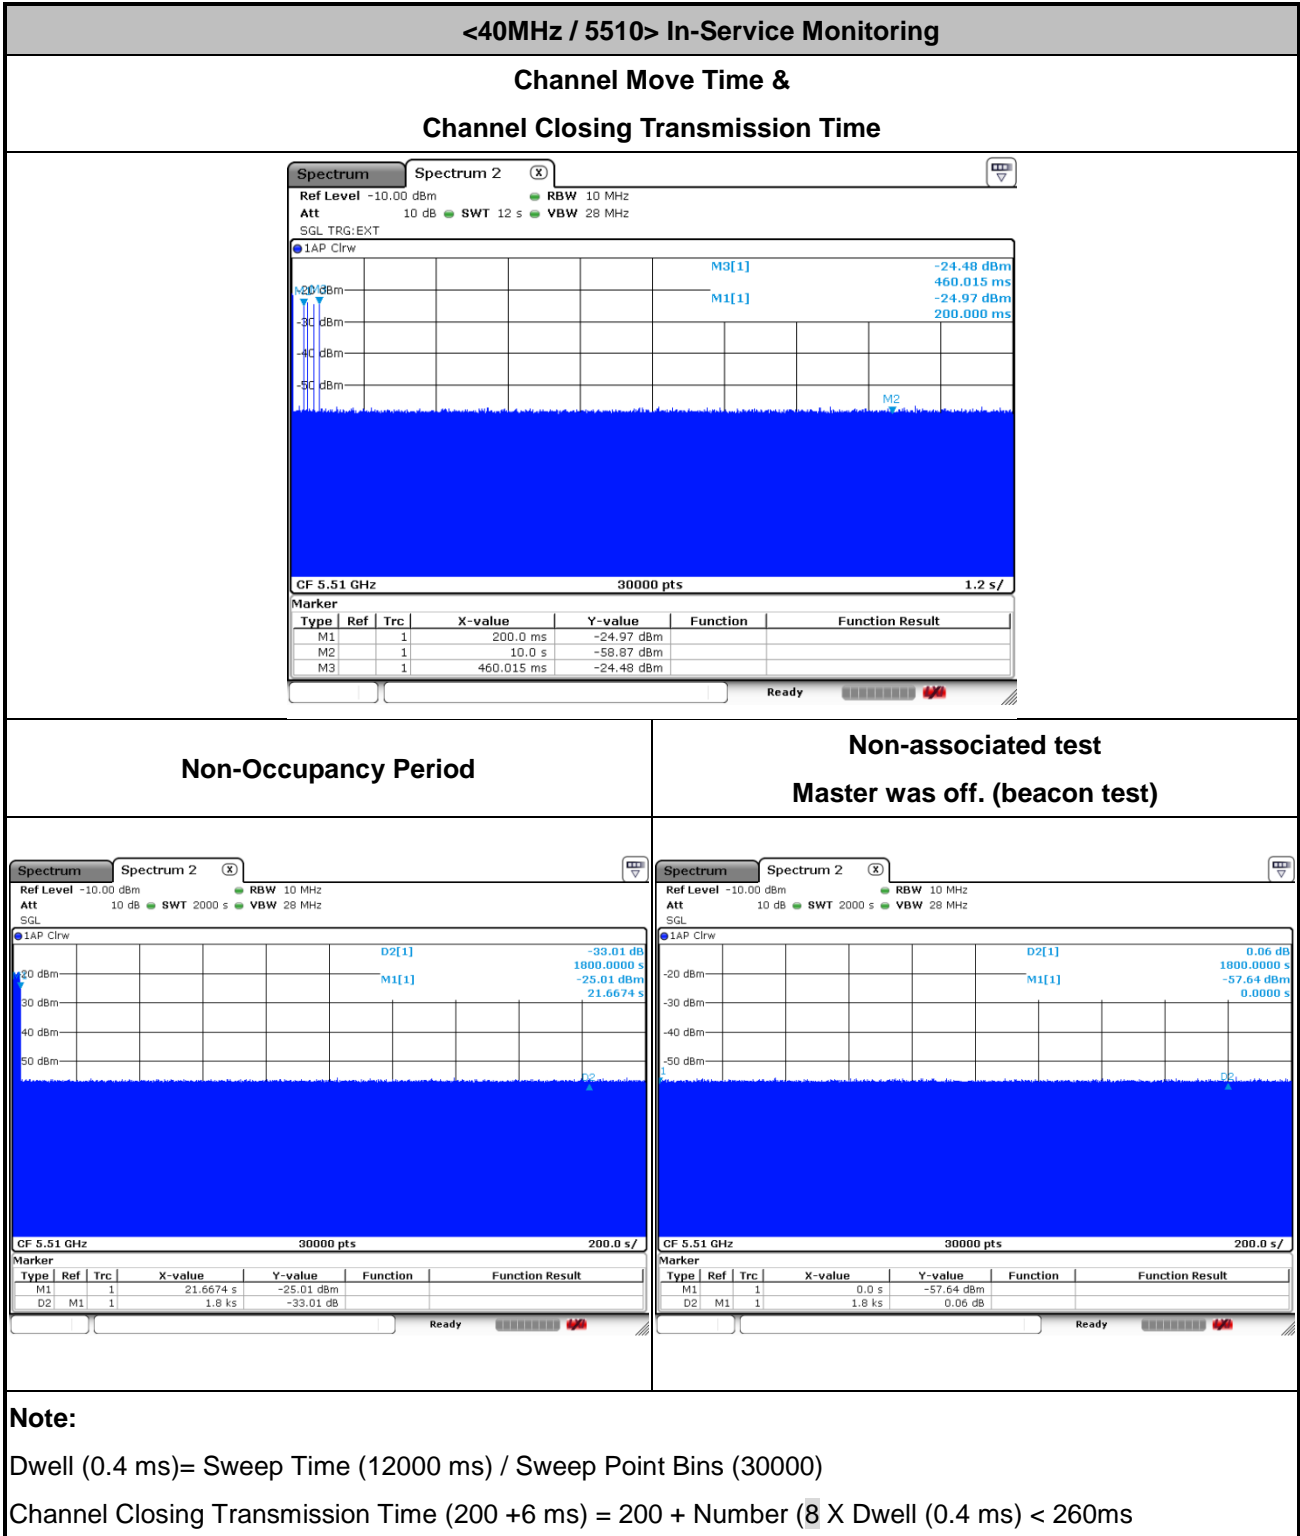 <40MHz / 5510> In-Service Monitoring
Channel Move Time &
Channel Closing Transmission Time
Spectrum Spectrum 2 X
Ref Level -10.00 dBm RBW 10 MHz
Att 10 dB SWT 12 s VBW 28 MHz
SGL TRG:EXT
1AP Clrw
M3[1] -24.48 dBm
460.015 ms
M1[1] -24.97 dBm
200.000 ms
-20 dBm
-30 dBm
-40 dBm
-50 dBm
M2
CF 5.51 GHz 30000 pts 1.2 s/
Marker
Type Ref Trc X-value Y-value Function Function Result
M1 1 200.0 ms -24.97 dBm
M2 1 10.0 s -58.87 dBm
M3 1 460.015 ms -24.48 dBm
Ready
Non-Occupancy Period
Non-associated test
Master was off. (beacon test)
Spectrum Spectrum 2 X
Ref Level -10.00 dBm RBW 10 MHz
Att 10 dB SWT 2000 s VBW 28 MHz
SGL
1AP Clrw
D2[1] -33.01 dB
1800.0000 s
M1[1] -25.01 dBm
21.6674 s
20 dBm
30 dBm
40 dBm
50 dBm
D2
CF 5.51 GHz 30000 pts 200.0 s/
Marker
Type Ref Trc X-value Y-value Function Function Result
M1 1 21.6674 s -25.01 dBm
D2 M1 1 1.8 ks -33.01 dB
Ready
Spectrum Spectrum 2 X
Ref Level -10.00 dBm RBW 10 MHz
Att 10 dB SWT 2000 s VBW 28 MHz
SGL
1AP Clrw
D2[1] 0.06 dB
1800.0000 s
M1[1] -57.64 dBm
0.0000 s
-20 dBm
-30 dBm
-40 dBm
-50 dBm
1
D2
CF 5.51 GHz 30000 pts 200.0 s/
Marker
Type Ref Trc X-value Y-value Function Function Result
M1 1 0.0 s -57.64 dBm
D2 M1 1 1.8 ks 0.06 dB
Ready
Note:
Dwell (0.4 ms)= Sweep Time (12000 ms) / Sweep Point Bins (30000)
Channel Closing Transmission Time (200 +6 ms) = 200 + Number (8 X Dwell (0.4 ms) < 260ms